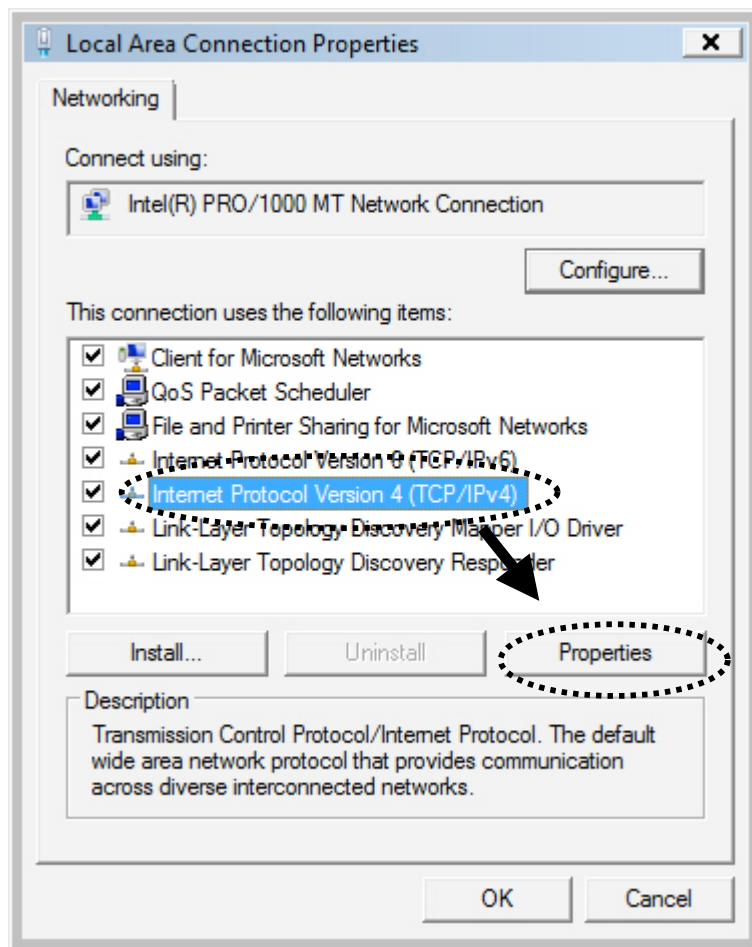 Local Area Connection Properties
Networking
Connect using:
Intel(R) PRO/1000 MT Network Connection
Configure...
This connection uses the following items:
Client for Microsoft Networks
QoS Packet Scheduler
File and Printer Sharing for Microsoft Networks
Internet Protocol Version 6 (TCP/IPv6)
Internet Protocol Version 4 (TCP/IPv4)
Link-Layer Topology Discovery Mapper I/O Driver
Link-Layer Topology Discovery Responder
Install...
Uninstall
Properties
Description
Transmission Control Protocol/Internet Protocol. The default
wide area network protocol that provides communication
across diverse interconnected networks.
OK
Cancel